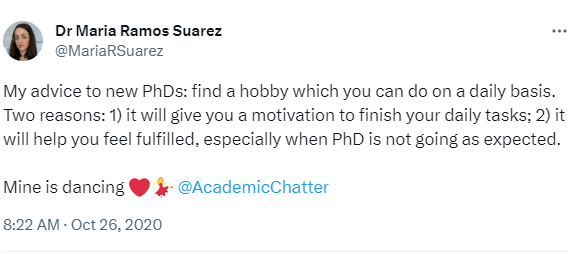 Dr Maria Ramos Suarez
@MariaRSuarez
My advice to new PhDs: find a hobby which you can do on a daily basis.
Two reasons: 1) it will give you a motivation to finish your daily tasks; 2) it
will help you feel fulfilled, especially when PhD is not going as expected.
Mine is dancing ❤️💃 @AcademicChatter
8:22 AM · Oct 26, 2020